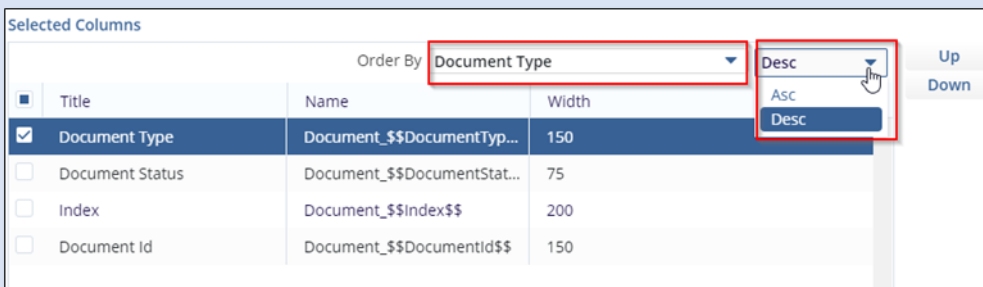 Selected Columns
Order By Document Type Desc Up
Asc Down
Title Name Width
Desc
Document Type Document_$$DocumentTyp... 150
Document Status Document_$$DocumentStat... 75
Index Document_$$Index$$ 200
Document Id Document_$$DocumentId$$ 150